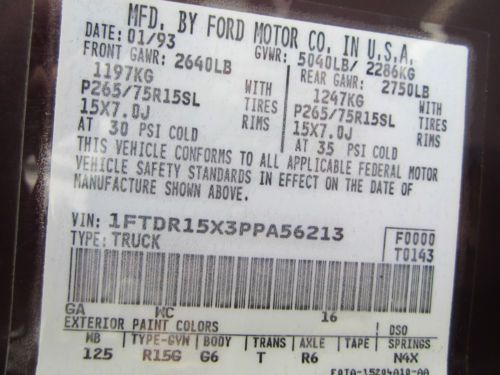 MFD. BY FORD MOTOR CO. IN U.S.A.
DATE: 01/93 GVWR: 5040LB/ 2286KG
FRONT GAWR: 2640LB REAR GAWR: 2750LB
1197KG WITH 1247KG WITH
P265/75R15SL TIRES P265/75R15SL TIRES
15X7.0J RIMS 15X7.0J RIMS
AT 30 PSI COLD AT 35 PSI COLD
THIS VEHICLE CONFORMS TO ALL APPLICABLE FEDERAL MOTOR
VEHICLE SAFETY STANDARDS IN EFFECT ON THE DATE OF
MANUFACTURE SHOWN ABOVE.
VIN: 1FTDR15X3PPA56213 F0000
TYPE: TRUCK T0143
GA WC 16
EXTERIOR PAINT COLORS DSO
WB TYPE-GVW BODY TRANS AXLE TAPE SPRINGS
125 R15G G6 T R6 N4X